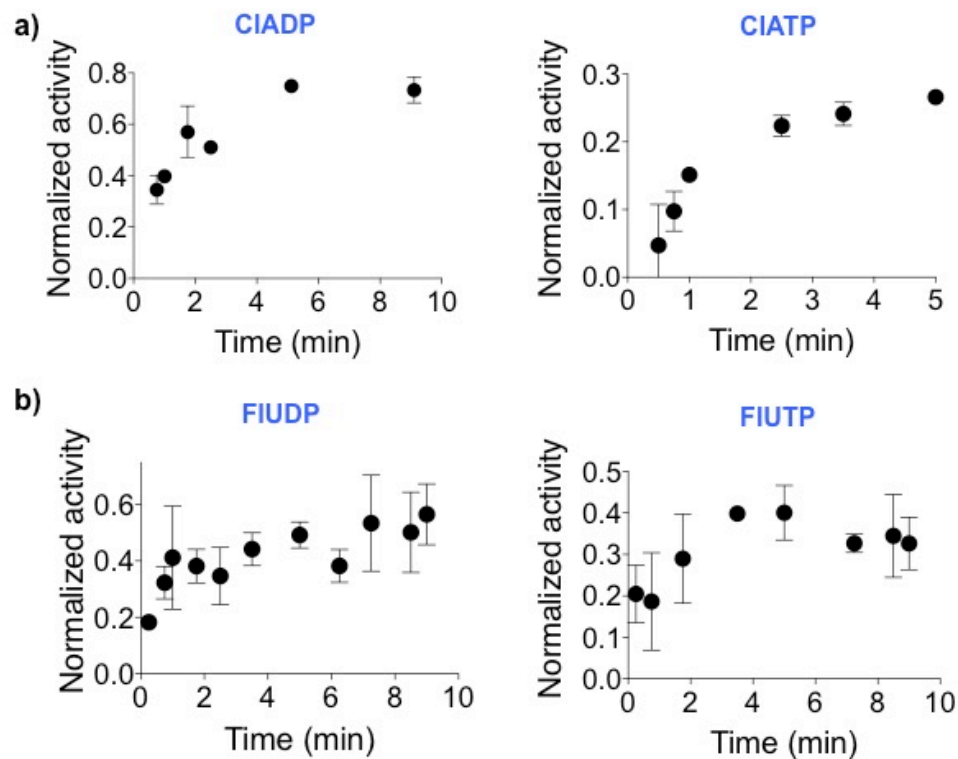 a)
ClADP
Normalized activity
0.8
0.6
0.4
0.2
0.0
0 2 4 6 8 10
Time (min)
ClATP
Normalized activity
0.3
0.2
0.1
0.0
0 1 2 3 4 5
Time (min)
b)
FIUDP
Normalized activity
0.6
0.4
0.2
0.0
0 2 4 6 8 10
Time (min)
FIUTP
Normalized activity
0.5
0.4
0.3
0.2
0.1
0.0
0 2 4 6 8 10
Time (min)